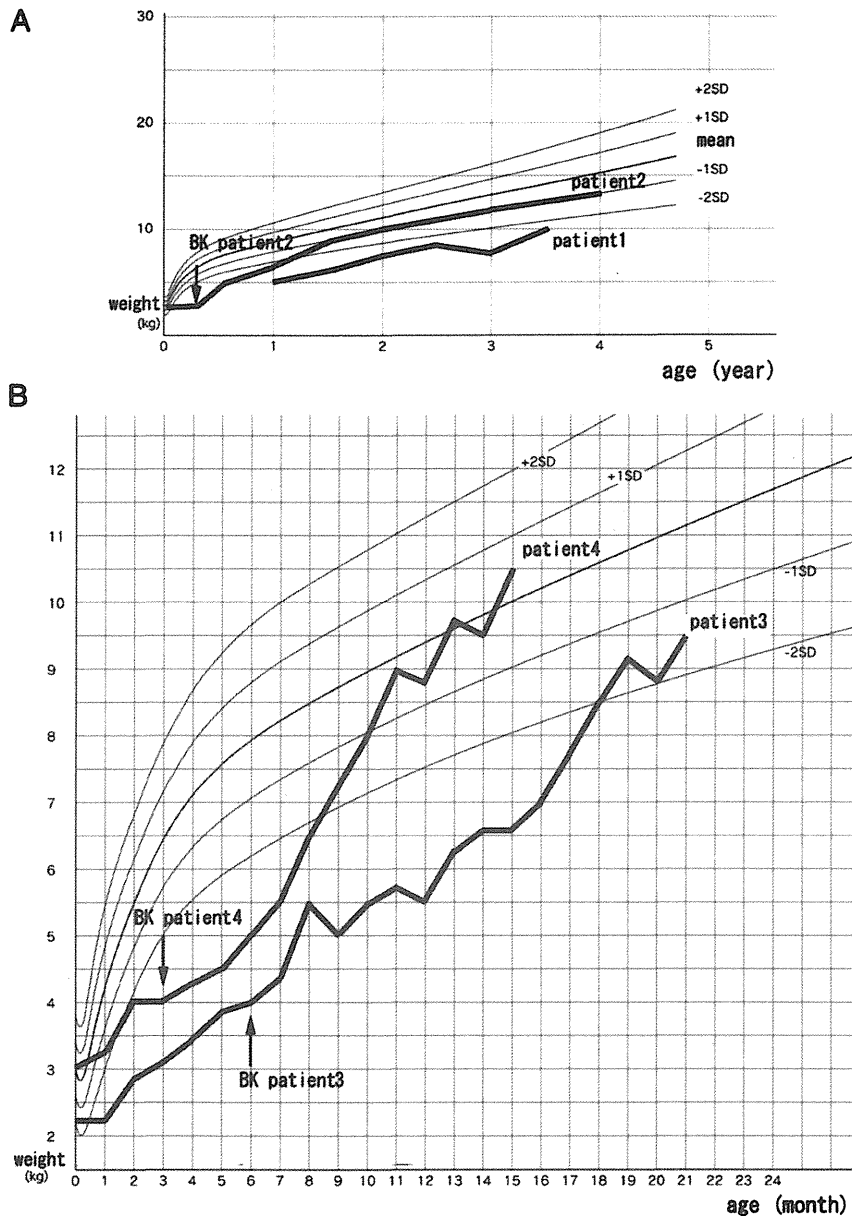 A
30
20
10
weight
(kg)
BK patient2
+2SD
+1SD
mean
-1SD
-2SD
patient2
patient1
0 1 2 3 4 5
age (year)
B
12
11
10
9
8
7
6
5
4
3
2
weight
(kg)
+2SD
+1SD
patient4
-1SD
patient3
-2SD
BK patient4
BK patient3
0 1 2 3 4 5 6 7 8 9 10 11 12 13 14 15 16 17 18 19 20 21 22 23 24
age (month)